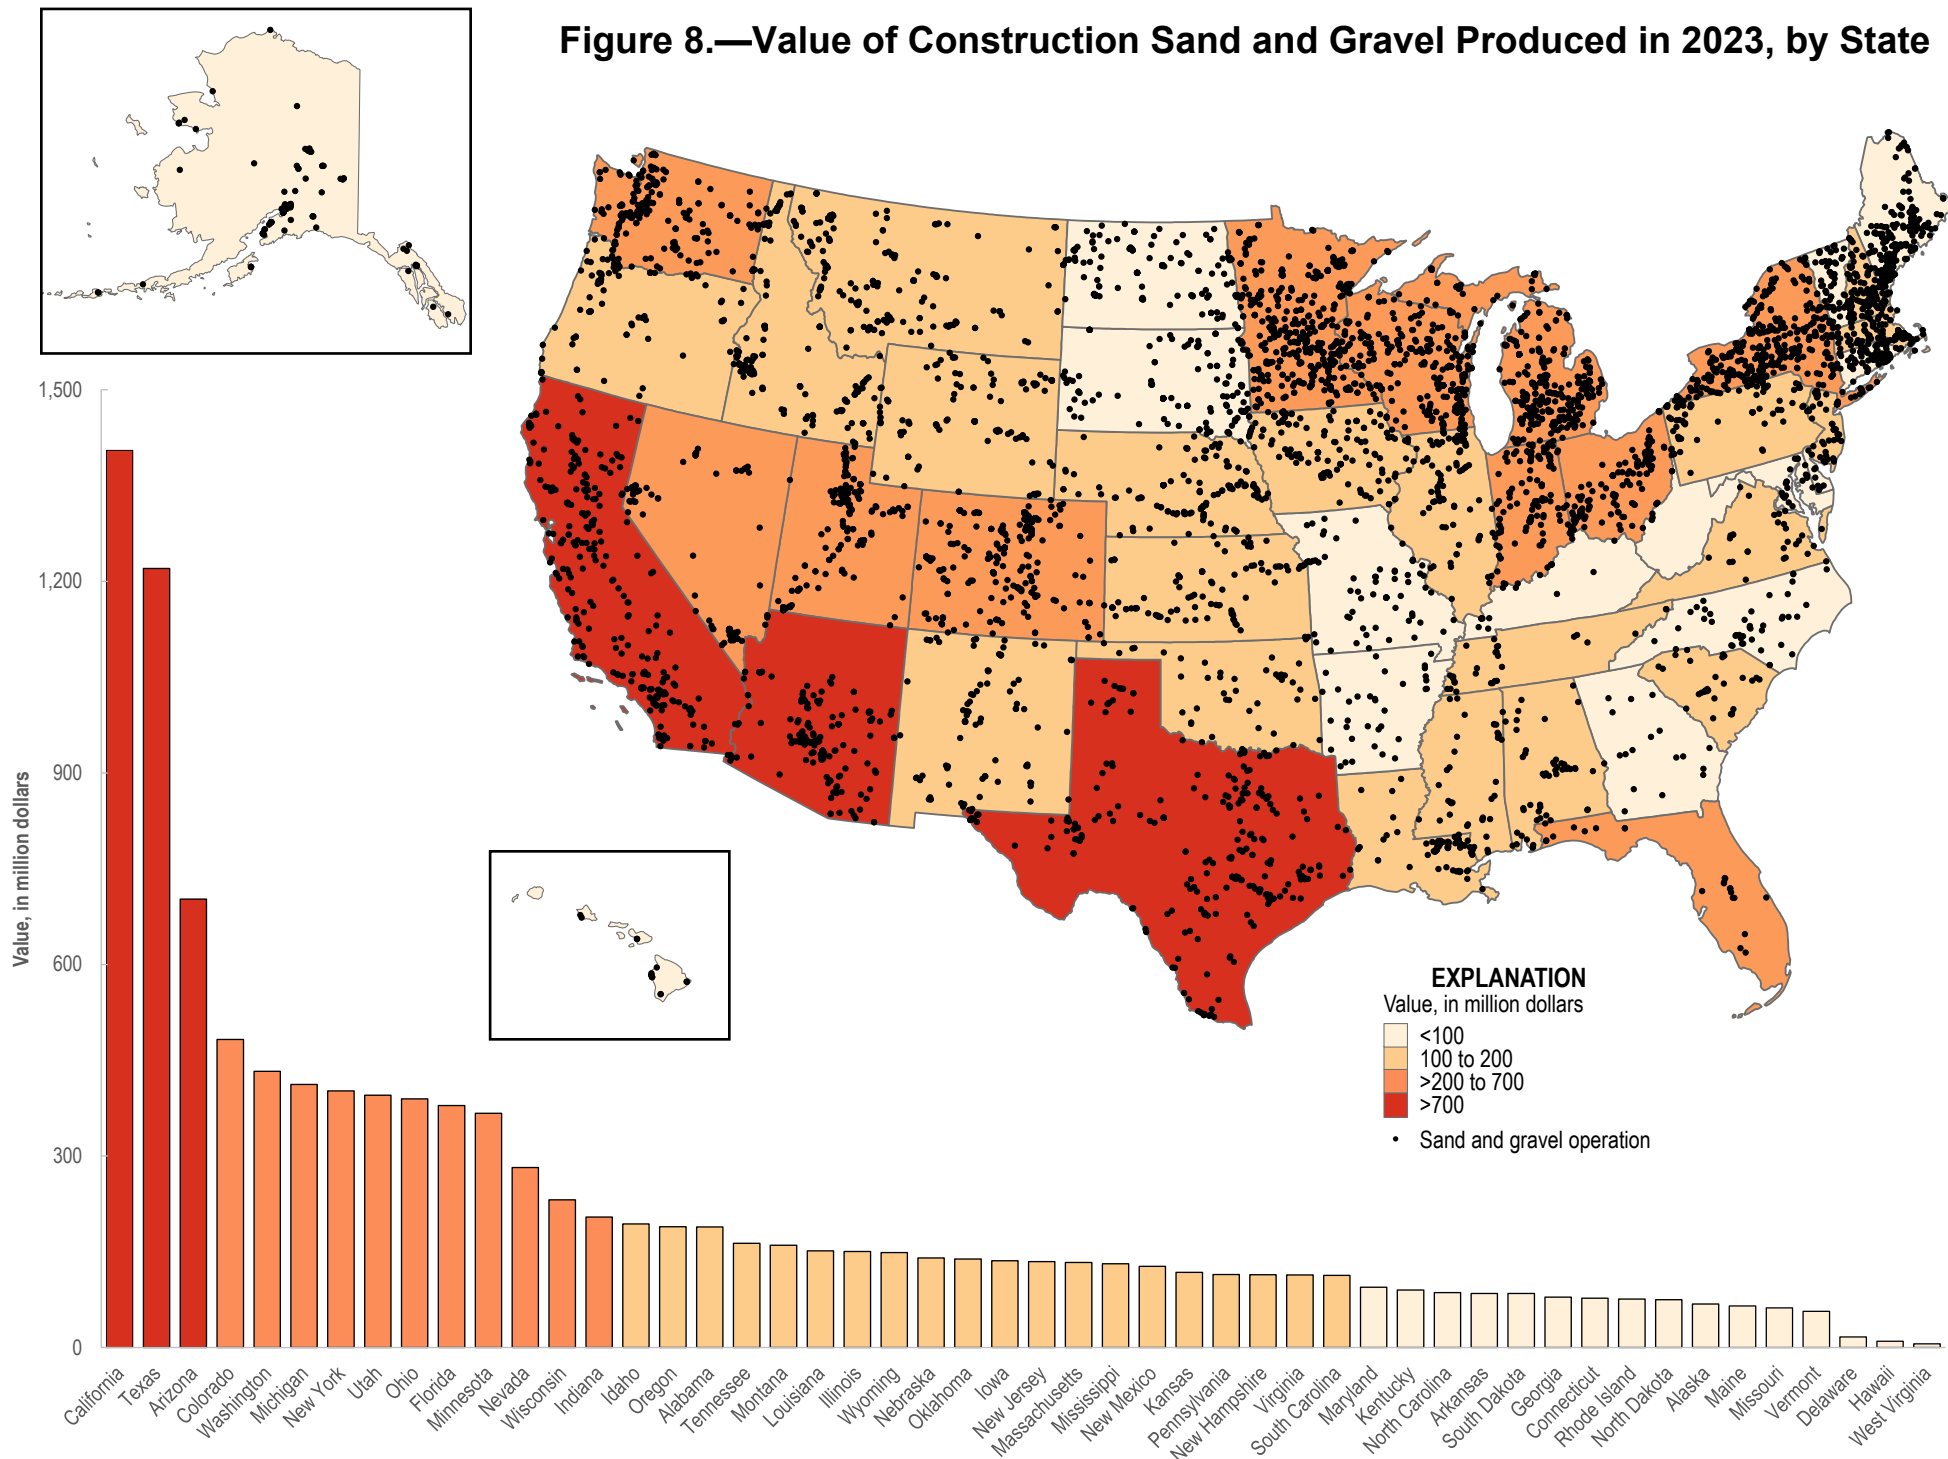 Figure 8.—Value of Construction Sand and Gravel Produced in 2023, by State
1,500
1,200
900
600
300
0
Value, in million dollars
EXPLANATION
Value, in million dollars
<100
100 to 200
>200 to 700
>700
Sand and gravel operation
California
Texas
Arizona
Colorado
Washington
Michigan
New York
Utah
Ohio
Florida
Minnesota
Nevada
Wisconsin
Indiana
Idaho
Oregon
Alabama
Tennessee
Montana
Louisiana
Illinois
Wyoming
Nebraska
Oklahoma
Iowa
New Jersey
Massachusetts
Mississippi
New Mexico
Kansas
Pennsylvania
New Hampshire
Virginia
South Carolina
Maryland
Kentucky
North Carolina
Arkansas
South Dakota
Georgia
Connecticut
Rhode Island
North Dakota
Alaska
Maine
Missouri
Vermont
Delaware
Hawaii
West Virginia